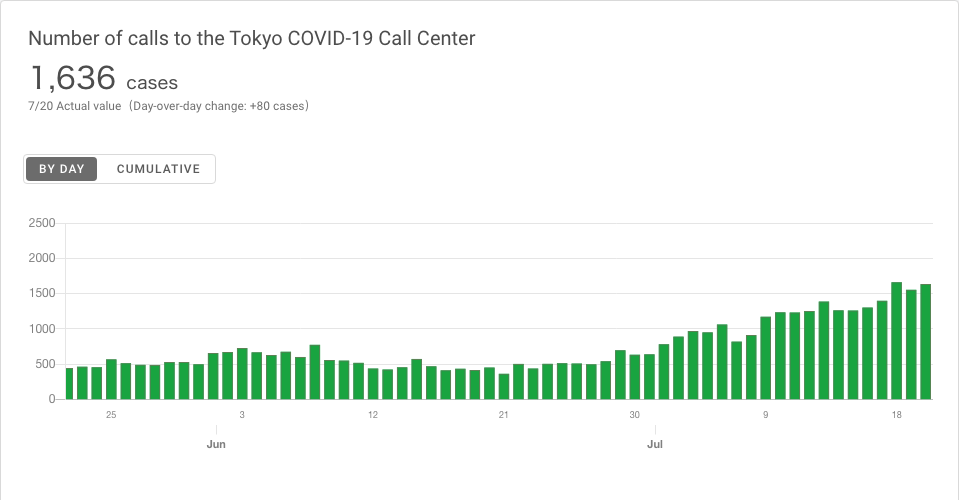 Number of calls to the Tokyo COVID-19 Call Center
1,636 cases
7/20 Actual value（Day-over-day change: +80 cases）
BY DAY CUMULATIVE
2500
2000
1500
1000
500
0
25 3 12 21 30 9 18
Jun Jul